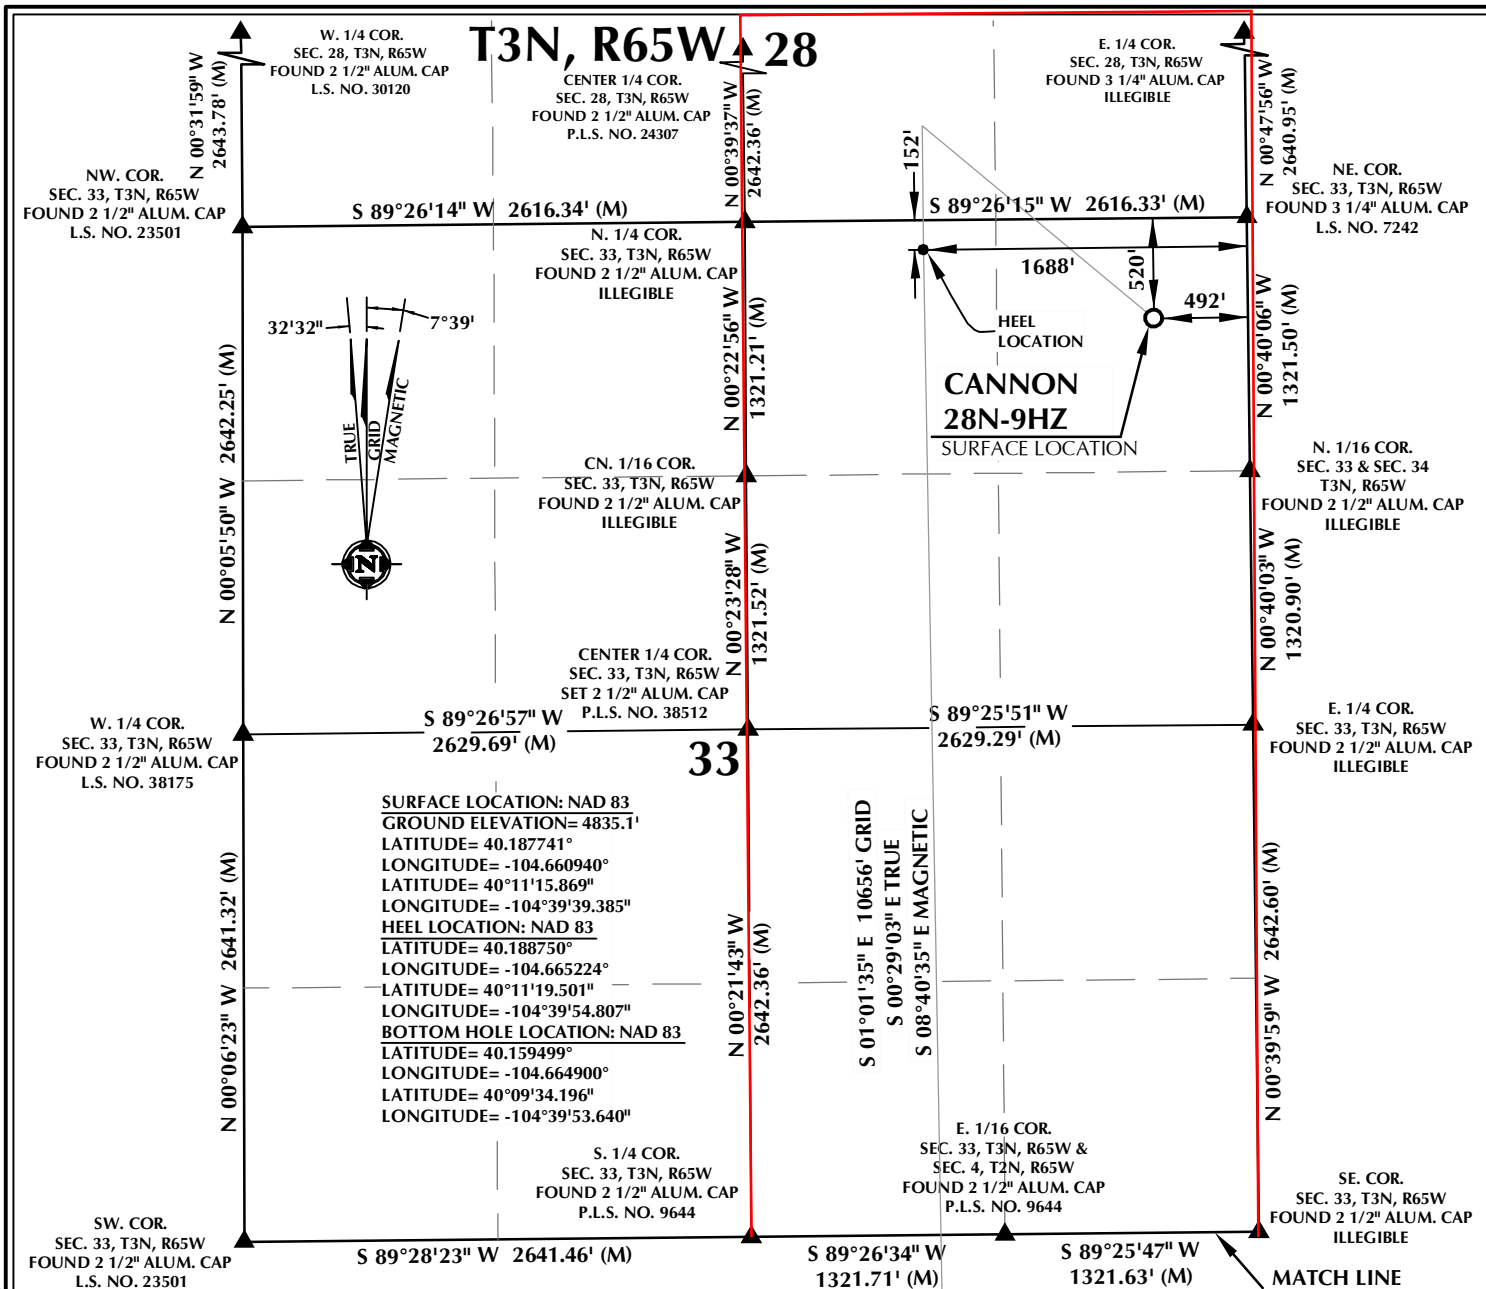 T3N, R65W 28
W. 1/4 COR.
SEC. 28, T3N, R65W
FOUND 2 1/2" ALUM. CAP
L.S. NO. 30120
CENTER 1/4 COR.
SEC. 28, T3N, R65W
FOUND 2 1/2" ALUM. CAP
P.L.S. NO. 24307
E. 1/4 COR.
SEC. 28, T3N, R65W
FOUND 3 1/4" ALUM. CAP
ILLEGIBLE
N 00°31'59" W
2643.78' (M)
N 00°39'37" W
2642.36' (M)
N 00°47'56" W
2640.95' (M)
NW. COR.
SEC. 33, T3N, R65W
FOUND 2 1/2" ALUM. CAP
L.S. NO. 23501
S 89°26'14" W 2616.34' (M)
152'
S 89°26'15" W 2616.33' (M)
NE. COR.
SEC. 33, T3N, R65W
FOUND 3 1/4" ALUM. CAP
L.S. NO. 7242
N. 1/4 COR.
SEC. 33, T3N, R65W
FOUND 2 1/2" ALUM. CAP
ILLEGIBLE
1688'
520'
492'
HEEL
LOCATION
32'32"
7°39'
TRUE
GRID
MAGNETIC
N
N 00°05'50" W 2642.25' (M)
N 00°22'56" W
1321.21' (M)
N 00°40'06" W
1321.50' (M)
CANNON
28N-9HZ
SURFACE LOCATION
CN. 1/16 COR.
SEC. 33, T3N, R65W
FOUND 2 1/2" ALUM. CAP
ILLEGIBLE
N. 1/16 COR.
SEC. 33 & SEC. 34
T3N, R65W
FOUND 2 1/2" ALUM. CAP
ILLEGIBLE
N 00°23'28" W
1321.52' (M)
N 00°40'03" W
1320.90' (M)
CENTER 1/4 COR.
SEC. 33, T3N, R65W
SET 2 1/2" ALUM. CAP
P.L.S. NO. 38512
W. 1/4 COR.
SEC. 33, T3N, R65W
FOUND 2 1/2" ALUM. CAP
L.S. NO. 38175
S 89°26'57" W
2629.69' (M)
33
S 89°25'51" W
2629.29' (M)
E. 1/4 COR.
SEC. 33, T3N, R65W
FOUND 2 1/2" ALUM. CAP
ILLEGIBLE
SURFACE LOCATION: NAD 83
GROUND ELEVATION= 4835.1'
LATITUDE= 40.187741°
LONGITUDE= -104.660940°
LATITUDE= 40°11'15.869"
LONGITUDE= -104°39'39.385"
HEEL LOCATION: NAD 83
LATITUDE= 40.188750°
LONGITUDE= -104.665224°
LATITUDE= 40°11'19.501"
LONGITUDE= -104°39'54.807"
BOTTOM HOLE LOCATION: NAD 83
LATITUDE= 40.159499°
LONGITUDE= -104.664900°
LATITUDE= 40°09'34.196"
LONGITUDE= -104°39'53.640"
N 00°06'23" W 2641.32' (M)
N 00°21'43" W
2642.36' (M)
S 01°01'35" E 10656' GRID
S 00°29'03" E TRUE
S 08°40'35" E MAGNETIC
N 00°39'59" W 2642.60' (M)
S. 1/4 COR.
SEC. 33, T3N, R65W
FOUND 2 1/2" ALUM. CAP
P.L.S. NO. 9644
E. 1/16 COR.
SEC. 33, T3N, R65W &
SEC. 4, T2N, R65W
FOUND 2 1/2" ALUM. CAP
P.L.S. NO. 9644
SE. COR.
SEC. 33, T3N, R65W
FOUND 2 1/2" ALUM. CAP
ILLEGIBLE
SW. COR.
SEC. 33, T3N, R65W
FOUND 2 1/2" ALUM. CAP
L.S. NO. 23501
S 89°28'23" W 2641.46' (M)
S 89°26'34" W
1321.71' (M)
S 89°25'47" W
1321.63' (M)
MATCH LINE